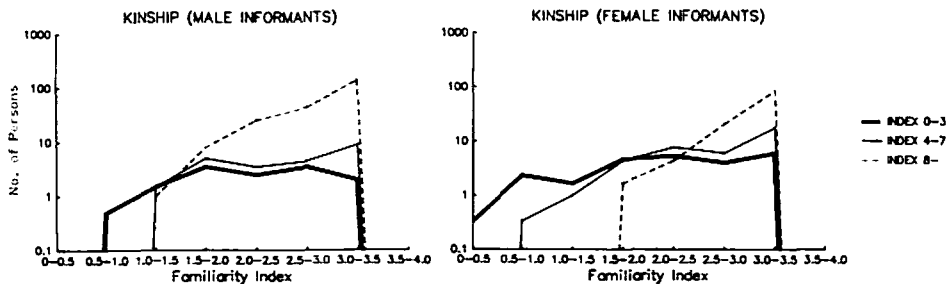 KINSHIP (MALE INFORMANTS)
1000
100
10
1
0.1
No. of Persons
0-0.5 0.5-1.0 1.0-1.5 1.5-2.0 2.0-2.5 2.5-3.0 3.0-3.5 3.5-4.0
Familiarity Index
KINSHIP (FEMALE INFORMANTS)
1000
100
10
1
0.1
0-0.5 0.5-1.0 1.0-1.5 1.5-2.0 2.0-2.5 2.5-3.0 3.0-3.5 3.5-4.0
Familiarity Index
INDEX 0-3
INDEX 4-7
INDEX 8-